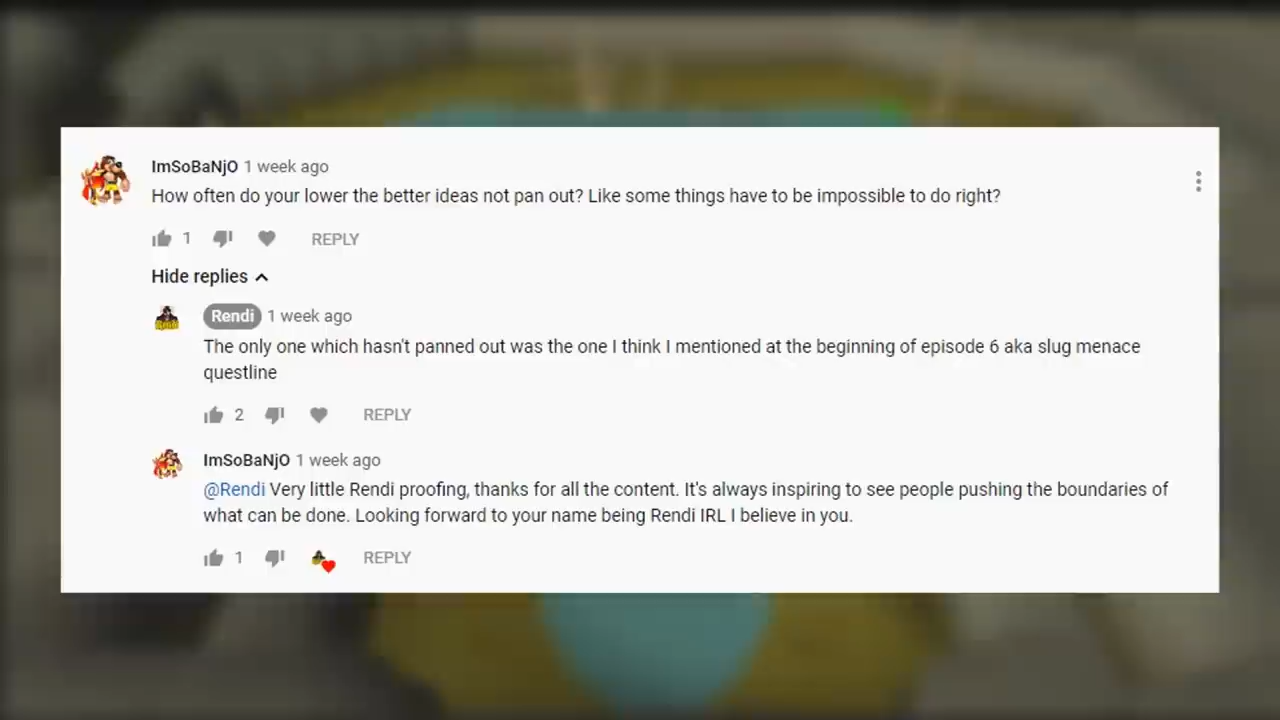 ImSoBaNjO 1 week ago
How often do your lower the better ideas not pan out? Like some things have to be impossible to do right?
1 REPLY
Hide replies
Rendi 1 week ago
The only one which hasn't panned out was the one I think I mentioned at the beginning of episode 6 aka slug menace
questline
2 REPLY
ImSoBaNjO 1 week ago
@Rendi Very little Rendi proofing, thanks for all the content. It's always inspiring to see people pushing the boundaries of
what can be done. Looking forward to your name being Rendi IRL I believe in you.
1 REPLY